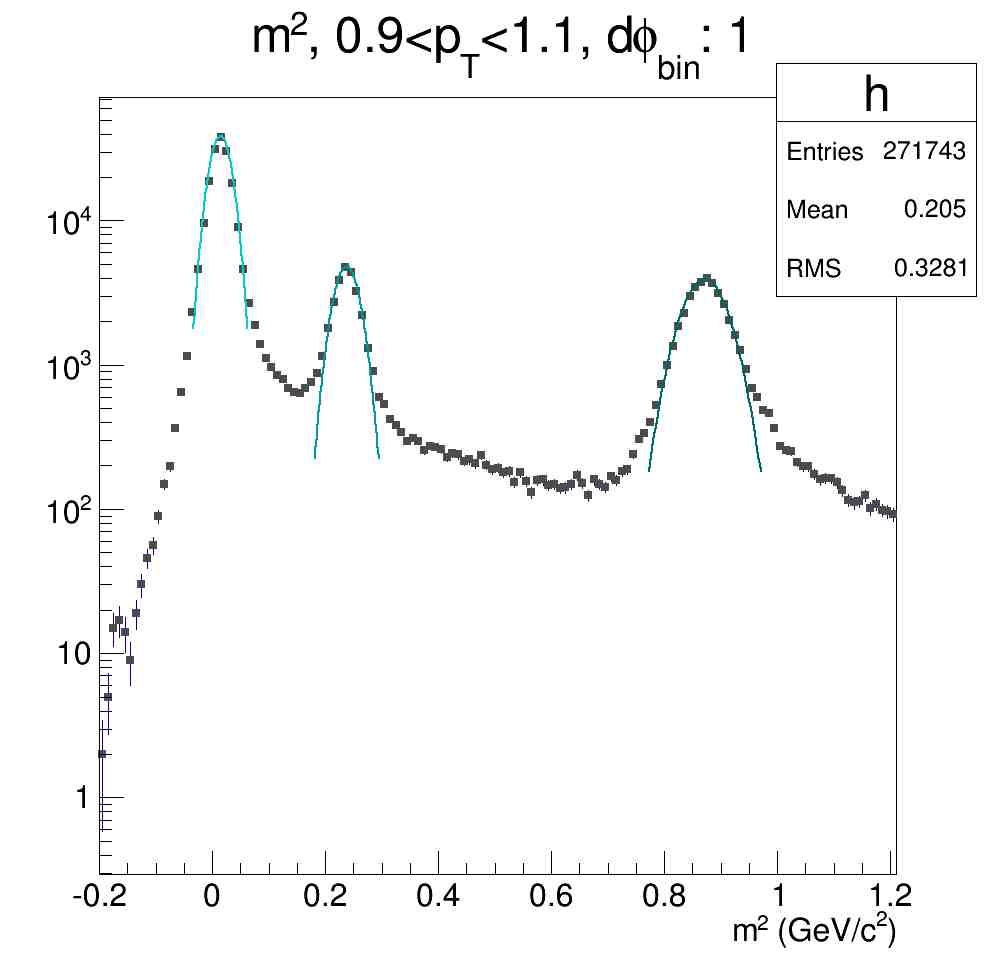 m², 0.9<p_T<1.1, dϕ_bin: 1
h
Entries 271743
Mean 0.205
RMS 0.3281
10⁴
10³
10²
10
1
-0.2 0 0.2 0.4 0.6 0.8 1 1.2
m² (GeV/c²)